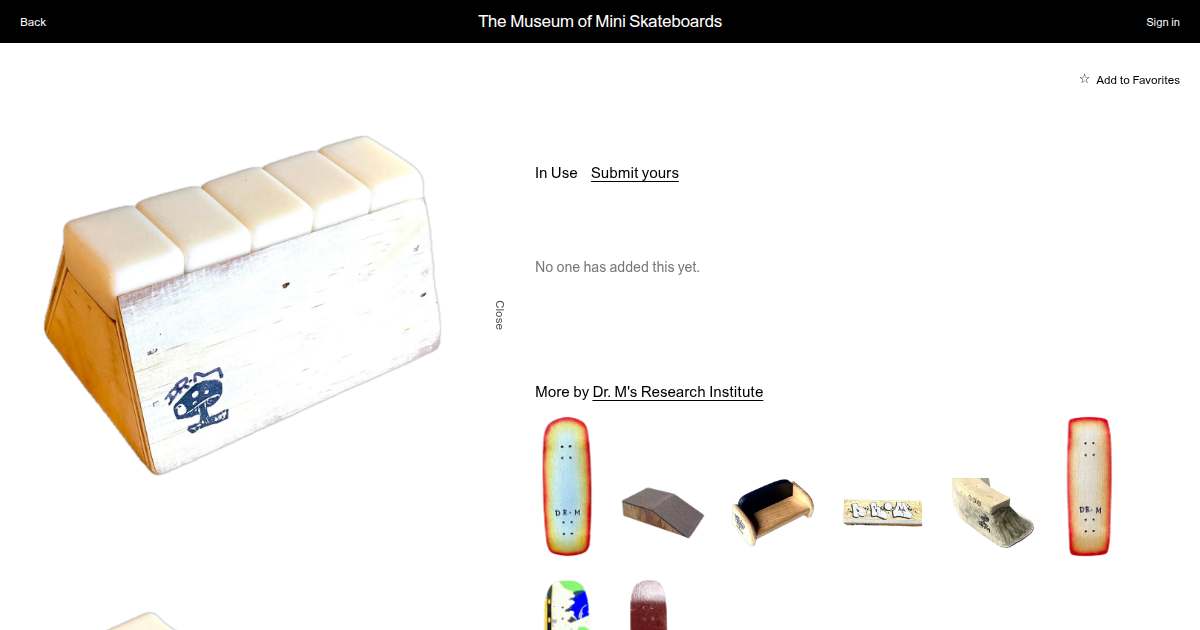 Back
The Museum of Mini Skateboards
Sign in
☆ Add to Favorites
In Use Submit yours
No one has added this yet.
Close
DR·M
More by Dr. M's Research Institute
DR·M
DR·M